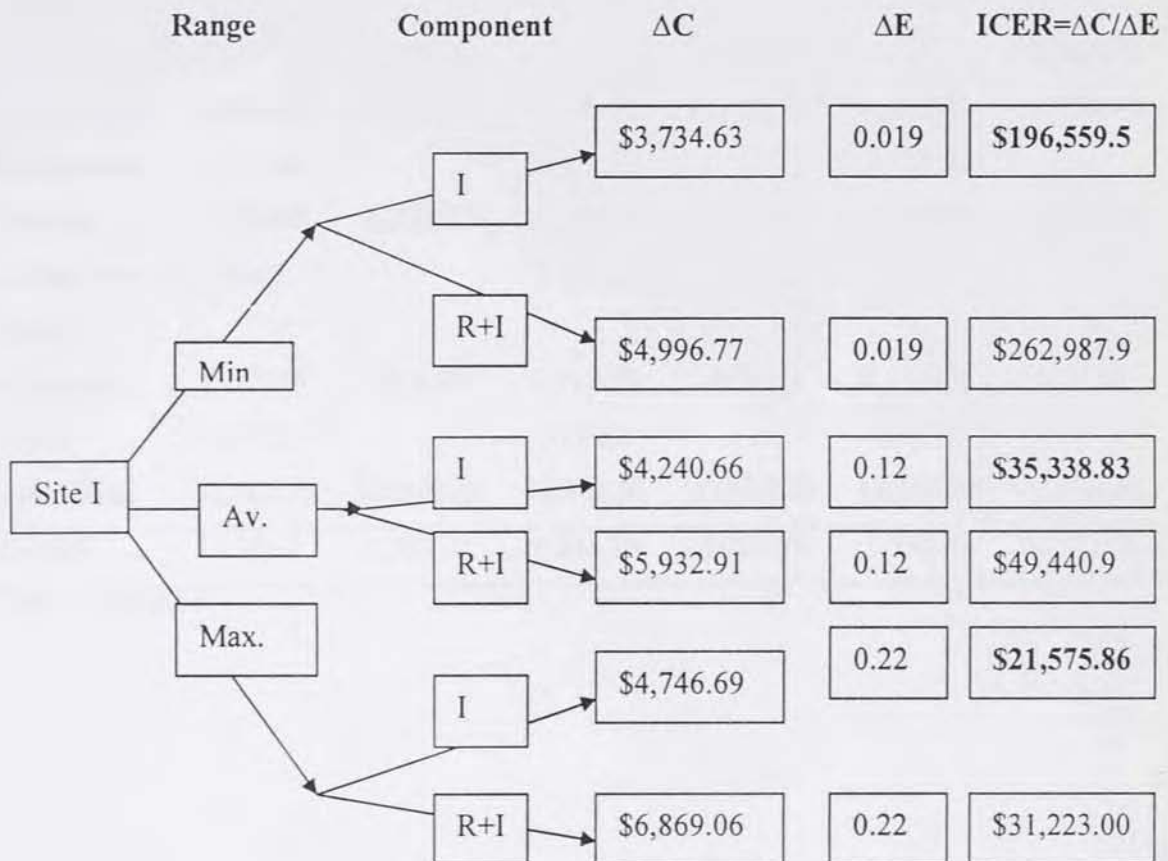 Range Component ΔC ΔE ICER=ΔC/ΔE
I $3,734.63 0.019 $196,559.5
Min R+I $4,996.77 0.019 $262,987.9
Site I Av. I $4,240.66 0.12 $35,338.83
R+I $5,932.91 0.12 $49,440.9
Max. I $4,746.69 0.22 $21,575.86
R+I $6,869.06 0.22 $31,223.00